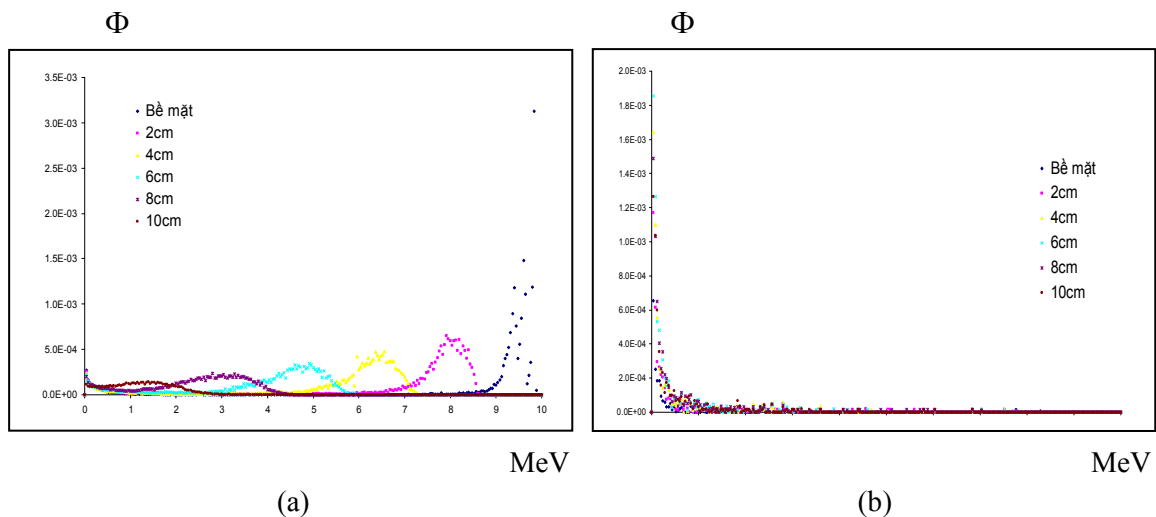 Φ
3.5E-03
3.0E-03
2.5E-03
2.0E-03
1.5E-03
1.0E-03
5.0E-04
0.0E+00
0 1 2 3 4 5 6 7 8 9 10
Bề mặt
2cm
4cm
6cm
8cm
10cm
MeV
(a)
Φ
2.0E-03
1.8E-03
1.6E-03
1.4E-03
1.2E-03
1.0E-03
8.0E-04
6.0E-04
4.0E-04
2.0E-04
0.0E+00
Bề mặt
2cm
4cm
6cm
8cm
10cm
MeV
(b)